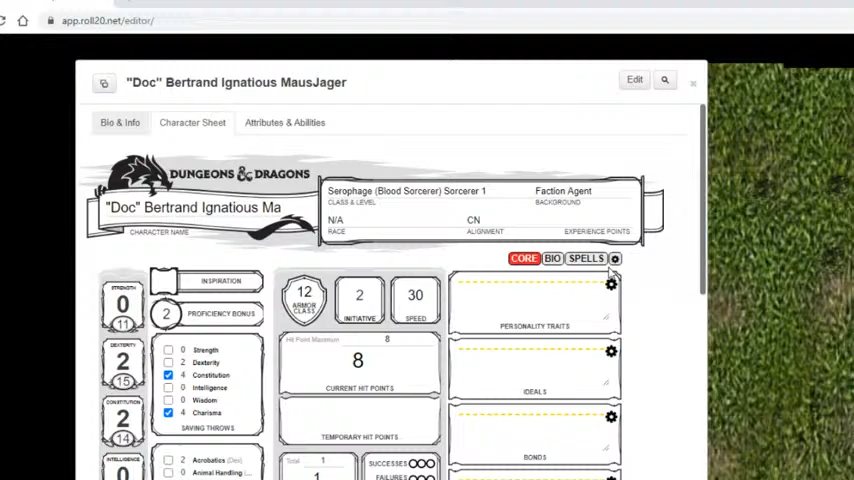 app.roll20.net/editor/
"Doc" Bertrand Ignatious MausJager
Edit
Bio & Info
Character Sheet
Attributes & Abilities
DUNGEONS & DRAGONS
"Doc" Bertrand Ignatious Ma
CHARACTER NAME
Serophage (Blood Sorcerer) Sorcerer 1
Faction Agent
CLASS & LEVEL
BACKGROUND
N/A
CN
RACE
ALIGNMENT
EXPERIENCE POINTS
CORE
BIO
SPELLS
STRENGTH
0
11
DEXTERITY
2
15
CONSTITUTION
2
14
INTELLIGENCE
0
INSPIRATION
2
PROFICIENCY BONUS
0 Strength
2 Dexterity
4 Constitution
0 Intelligence
0 Wisdom
4 Charisma
SAVING THROWS
2 Acrobatics (Dex)
0 Animal Handling (...
12
ARMOR
CLASS
2
INITIATIVE
30
SPEED
Hit Point Maximum 8
8
CURRENT HIT POINTS
TEMPORARY HIT POINTS
Total 1
1
SUCCESSES
FAILURES
PERSONALITY TRAITS
IDEALS
BONDS